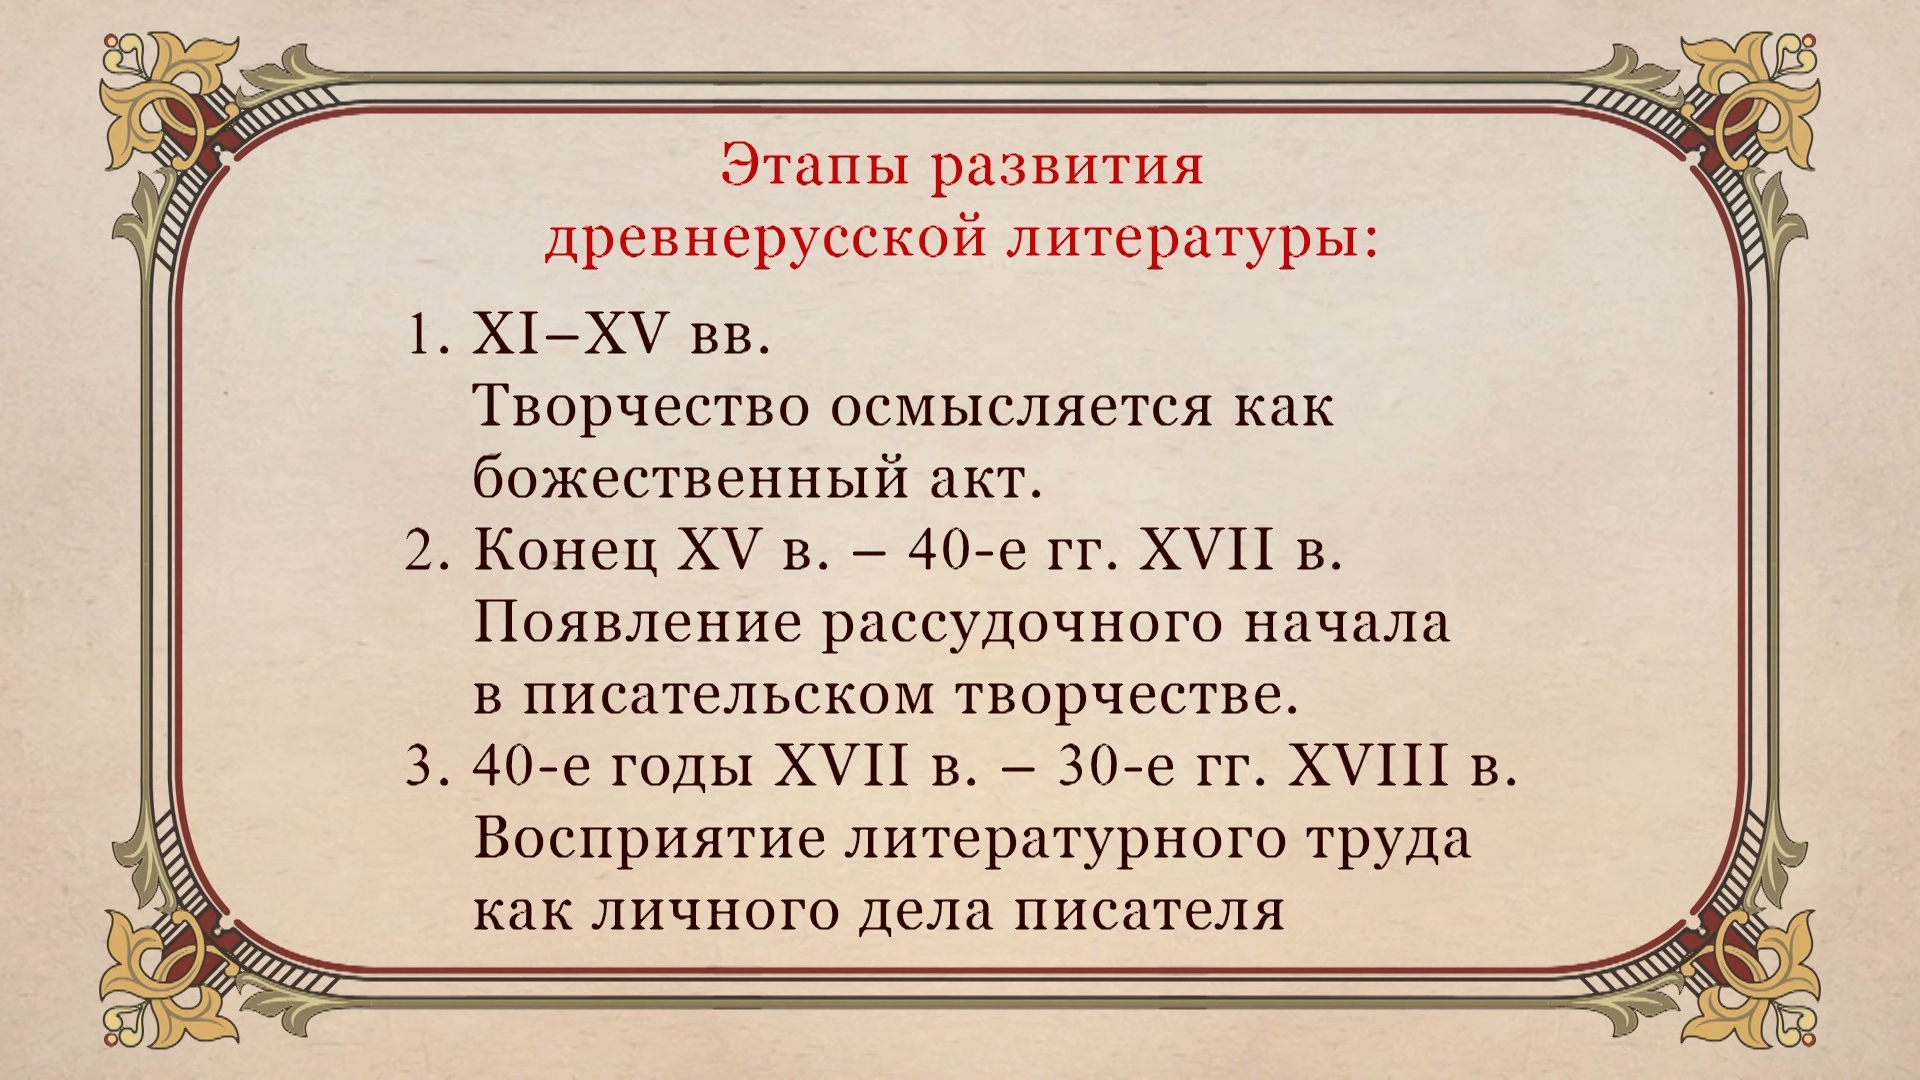 Этапы развития
древнерусской литературы:
1. XI–XV вв.
Творчество осмысляется как
божественный акт.
2. Конец XV в. – 40-е гг. XVII в.
Появление рассудочного начала
в писательском творчестве.
3. 40-е годы XVII в. – 30-е гг. XVIII в.
Восприятие литературного труда
как личного дела писателя